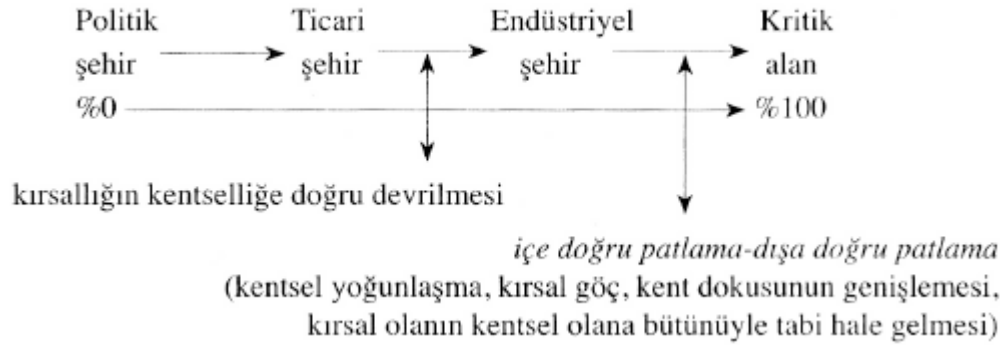 Politik Ticari Endüstriyel Kritik
şehir şehir şehir alan
%0 %100
kırsallığın kentselliğe doğru devrilmesi
içe doğru patlama-dışa doğru patlama
(kentsel yoğunlaşma, kırsal göç, kent dokusunun genişlemesi,
kırsal olanın kentsel olana bütünüyle tabi hale gelmesi)